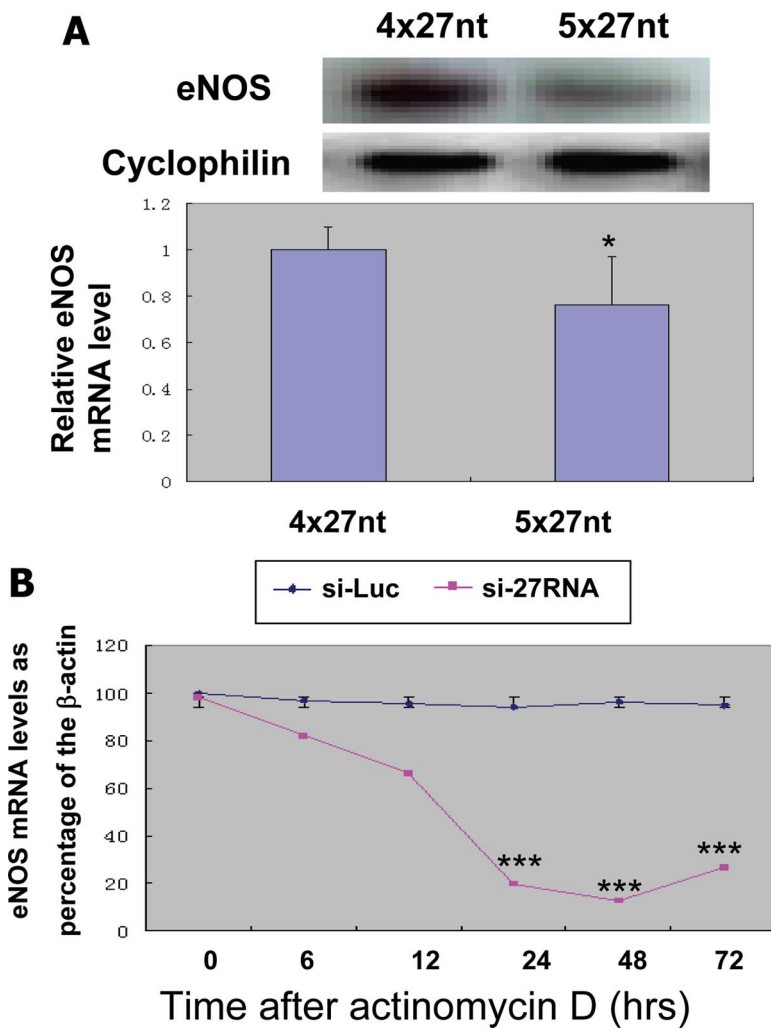 A
4x27nt 5x27nt
eNOS
Cyclophilin
Relative eNOS
mRNA level
1.2
1
0.8
0.6
0.4
0.2
0
*
4x27nt 5x27nt
B
si-Luc si-27RNA
eNOS mRNA levels as
percentage of the β-actin
120
100
80
60
40
20
0
*** *** ***
0 6 12 24 48 72
Time after actinomycin D (hrs)